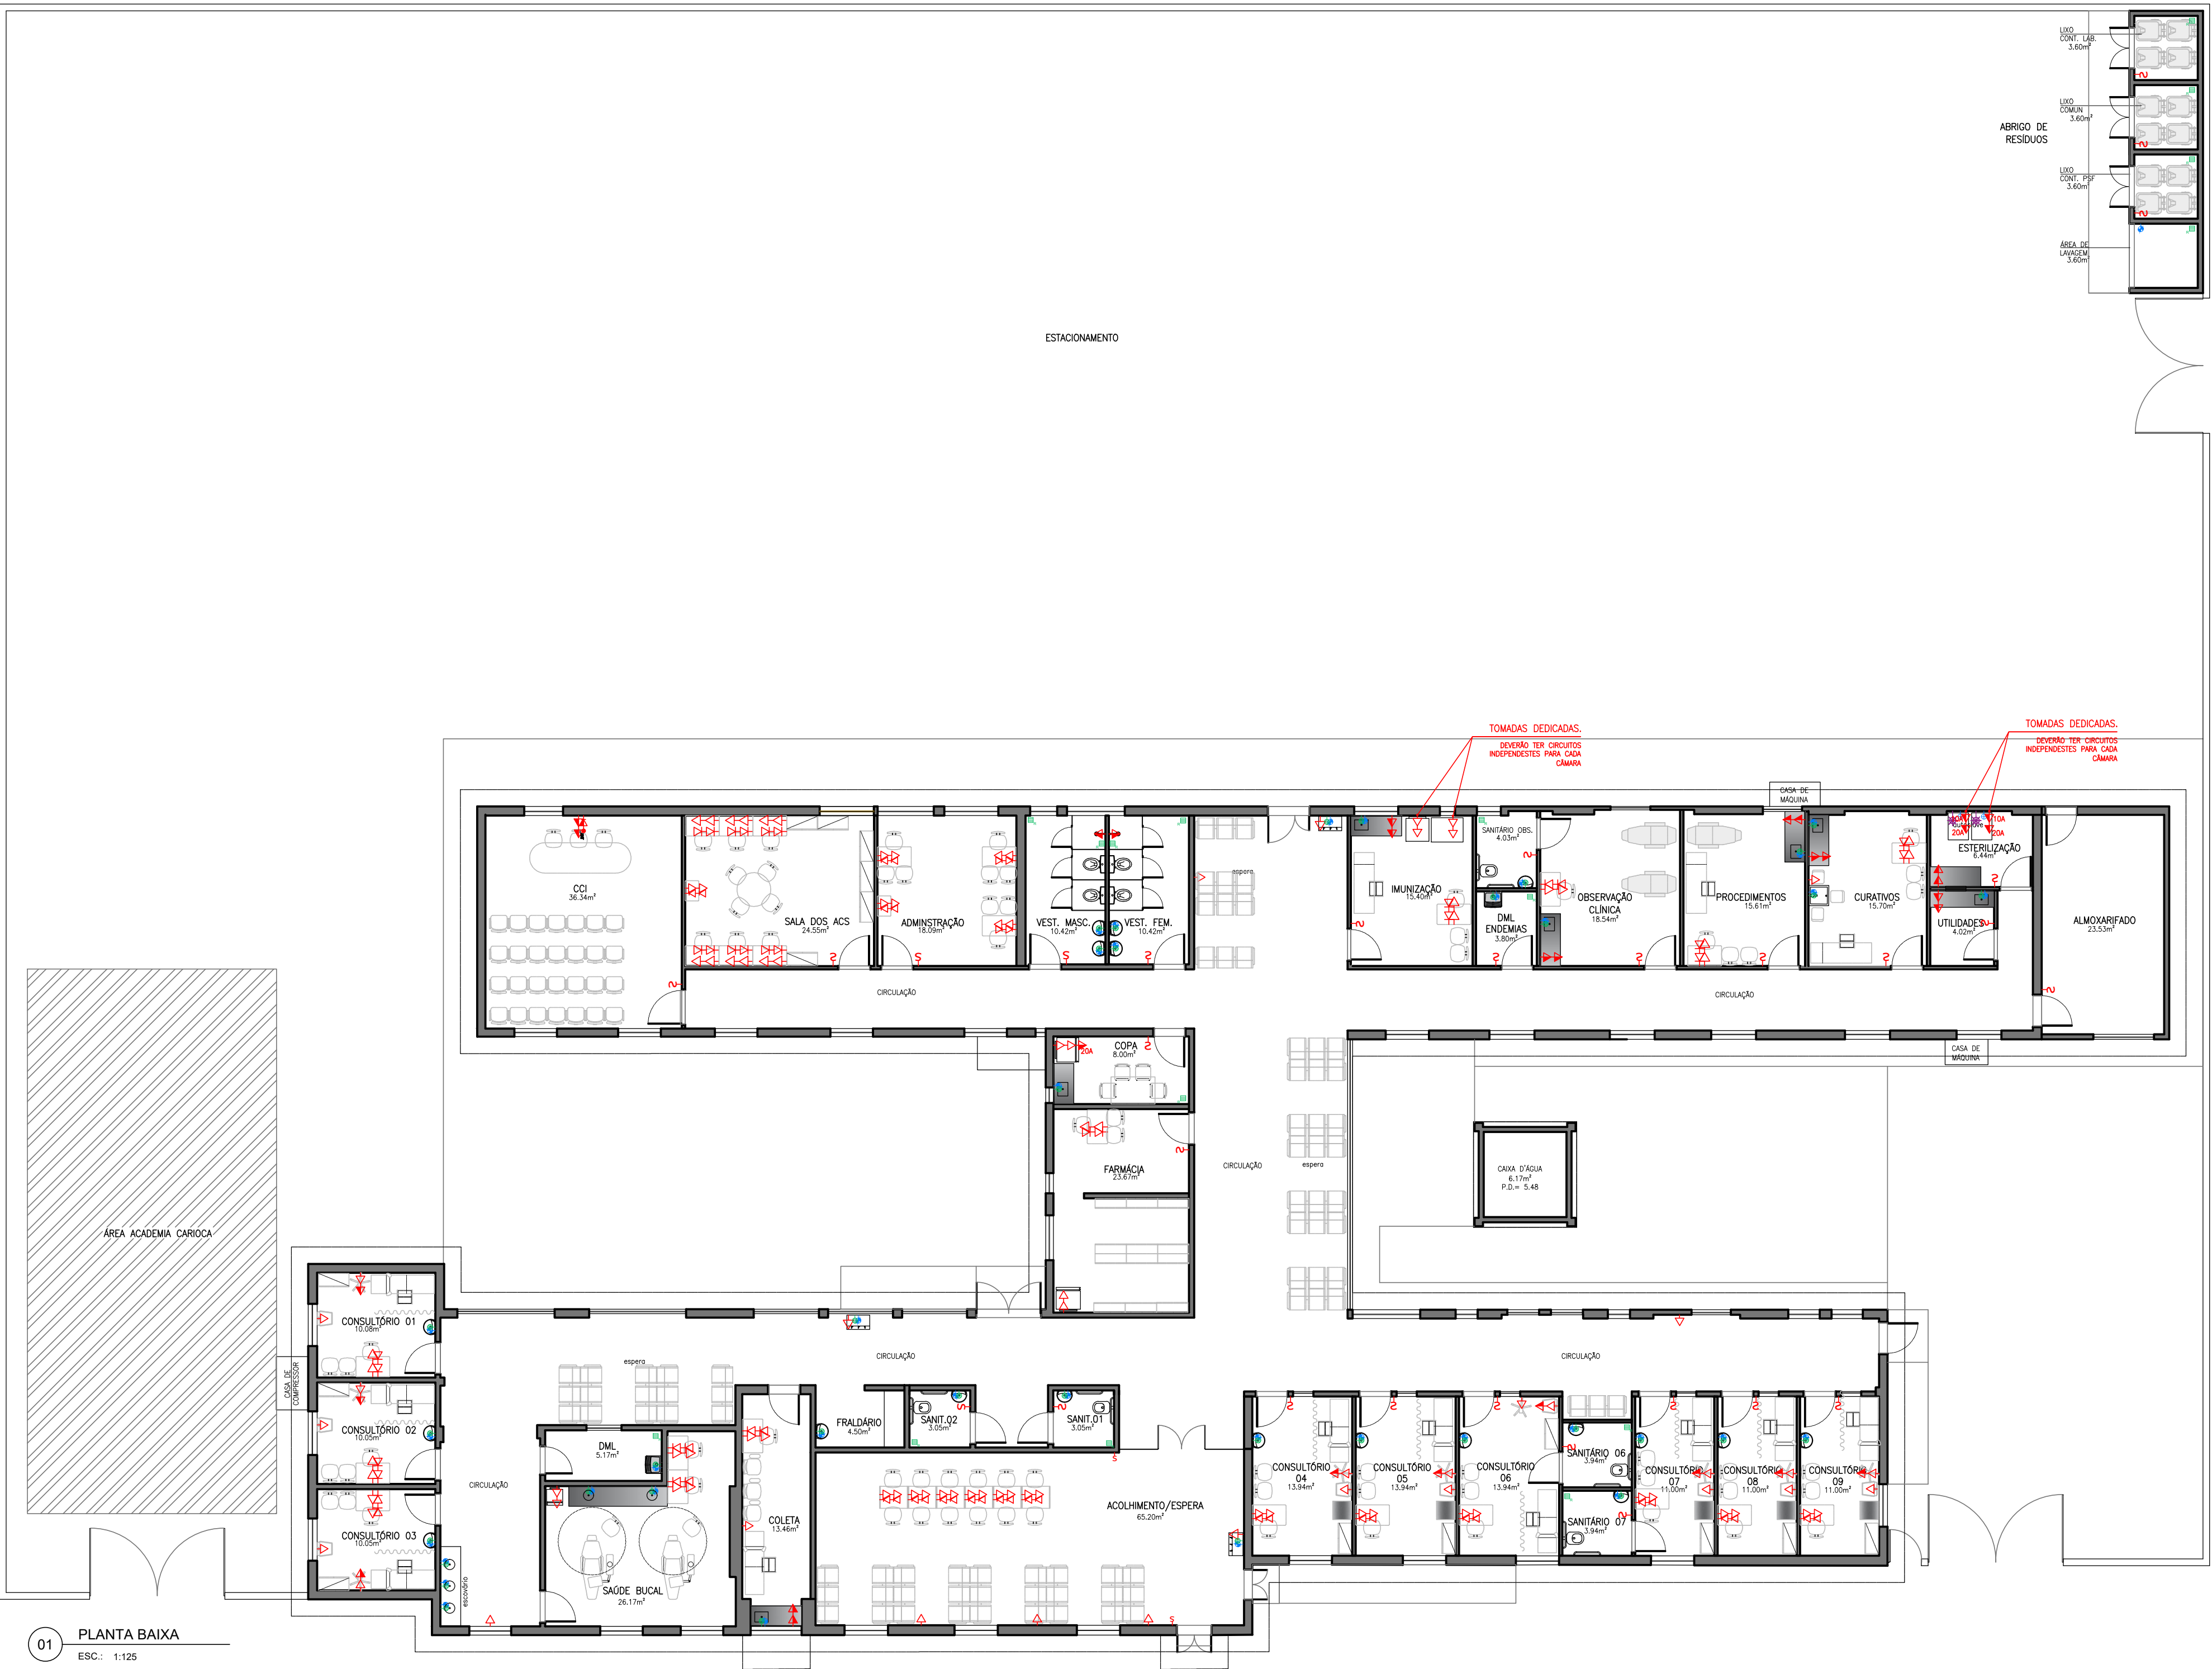 LIXO
CONT. LAB.
3.60m²
LIXO
COMUN
3.60m²
ABRIGO DE
RESÍDUOS
LIXO
CONT. PSF
3.60m²
ÁREA DE
LAVAGEM
3.60m²
ESTACIONAMENTO
TOMADAS DEDICADAS.
DEVERÃO TER CIRCUITOS
INDEPENDESTES PARA CADA
CÂMARA
TOMADAS DEDICADAS.
DEVERÃO TER CIRCUITOS
INDEPENDESTES PARA CADA
CÂMARA
CASA DE
MÁQUINA
CCI
36.34m²
SALA DOS ACS
24.55m²
ADMINSTRAÇÃO
18.09m²
VEST. MASC.
10.42m²
VEST. FEM.
10.42m²
espera
IMUNIZAÇÃO
15.40m²
SANITÁRIO OBS.
4.03m²
DML
ENDEMIAS
3.80m²
OBSERVAÇÃO
CLÍNICA
18.54m²
PROCEDIMENTOS
15.61m²
CURATIVOS
15.70m²
10A
20A
20A
ESTERILIZAÇÃO
6.44m²
UTILIDADES
4.02m²
ALMOXARIFADO
23.53m²
CIRCULAÇÃO
CIRCULAÇÃO
CASA DE
MÁQUINA
COPA
8.00m²
20A
FARMÁCIA
23.67m²
CIRCULAÇÃO
espera
CAIXA D'ÁGUA
6.17m²
P.D.= 5.48
ÁREA ACADEMIA CARIOCA
CONSULTÓRIO 01
10.08m²
CASA DE
COMPRESSOR
CONSULTÓRIO 02
10.05m²
CONSULTÓRIO 03
10.05m²
espera
CIRCULAÇÃO
CIRCULAÇÃO
CIRCULAÇÃO
escovário
DML
5.17m²
SAÚDE BUCAL
26.17m²
COLETA
13.46m²
FRALDÁRIO
4.50m²
SANIT.02
3.05m²
SANIT.01
3.05m²
ACOLHIMENTO/ESPERA
65.20m²
CONSULTÓRIO
04
13.94m²
CONSULTÓRIO
05
13.94m²
CONSULTÓRIO
06
13.94m²
SANITÁRIO 06
3.94m²
SANITÁRIO 07
3.94m²
CONSULTÓRIO
07
11.00m²
CONSULTÓRIO
08
11.00m²
CONSULTÓRIO
09
11.00m²
01
PLANTA BAIXA
ESC.: 1:125